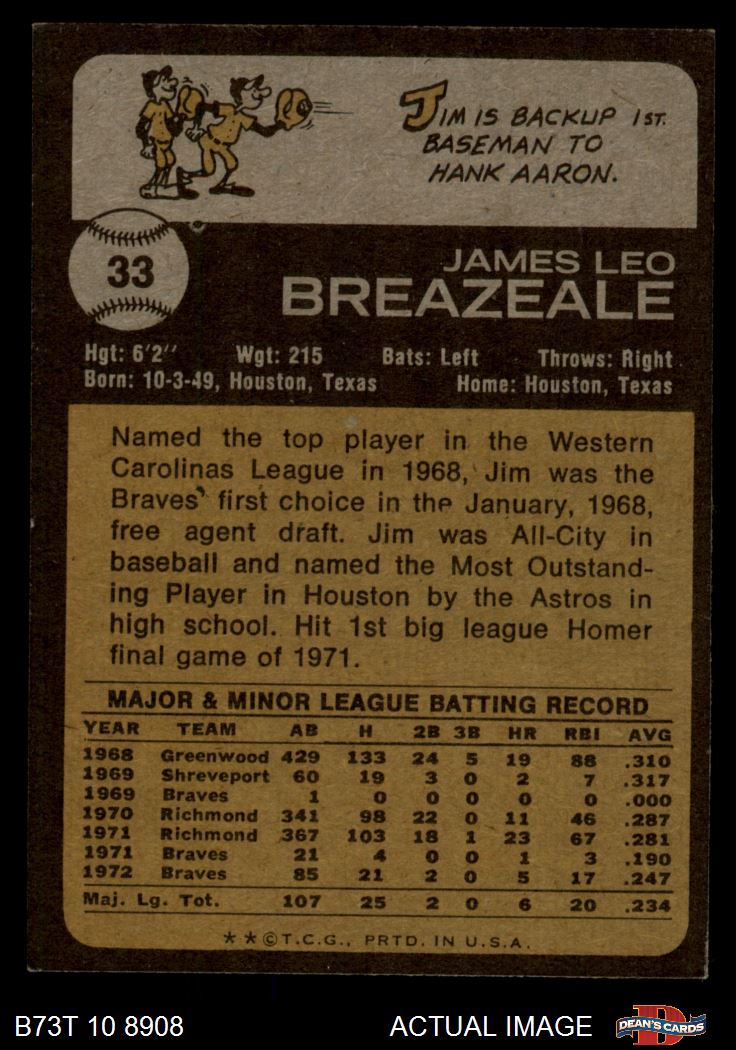 JIM IS BACKUP 1ST.
BASEMAN TO
HANK AARON.
33
JAMES LEO
BREAZEALE
Hgt: 6'2" Wgt: 215 Bats: Left Throws: Right
Born: 10-3-49, Houston, Texas Home: Houston, Texas
Named the top player in the Western
Carolinas League in 1968, Jim was the
Braves' first choice in the January, 1968,
free agent draft. Jim was All-City in
baseball and named the Most Outstand-
ing Player in Houston by the Astros in
high school. Hit 1st big league Homer
final game of 1971.
MAJOR & MINOR LEAGUE BATTING RECORD
YEAR TEAM AB H 2B 3B HR RBI AVG
1968 Greenwood 429 133 24 5 19 88 .310
1969 Shreveport 60 19 3 0 2 7 .317
1969 Braves 1 0 0 0 0 0 .000
1970 Richmond 341 98 22 0 11 46 .287
1971 Richmond 367 103 18 1 23 67 .281
1971 Braves 21 4 0 0 1 3 .190
1972 Braves 85 21 2 0 5 17 .247
Maj. Lg. Tot. 107 25 2 0 6 20 .234
**©T.C.G., PRTD. IN U.S.A.
B73T 10 8908 ACTUAL IMAGE D DEAN'S CARDS